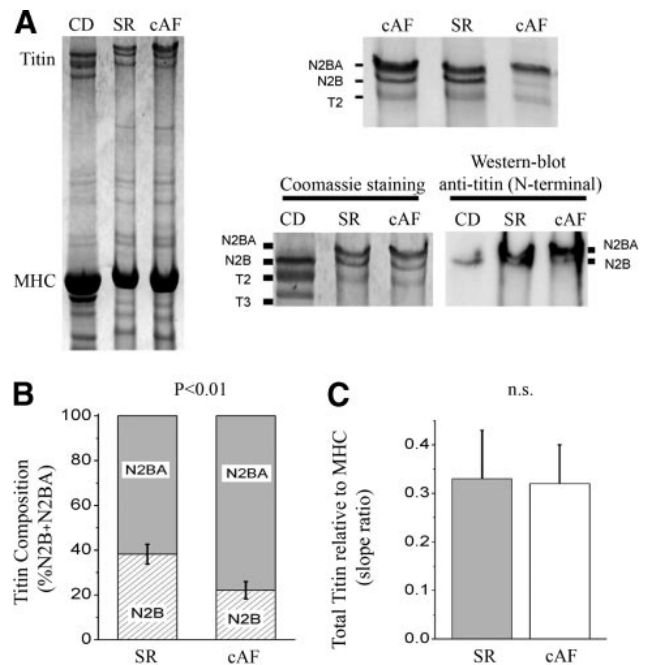 A
CD SR cAF
Titin
MHC
cAF SR cAF
N2BA
N2B
T2
Coomassie staining
Western-blot
anti-titin (N-terminal)
CD SR cAF
N2BA
N2B
T2
T3
CD SR cAF
N2BA
N2B
B
P<0.01
Titin Composition
(%N2B+N2BA)
100
80
60
40
20
0
N2BA
N2BA
N2B
N2B
SR cAF
C
n.s.
Total Titin relative to MHC
(slope ratio)
0.4
0.3
0.2
0.1
0.0
SR cAF